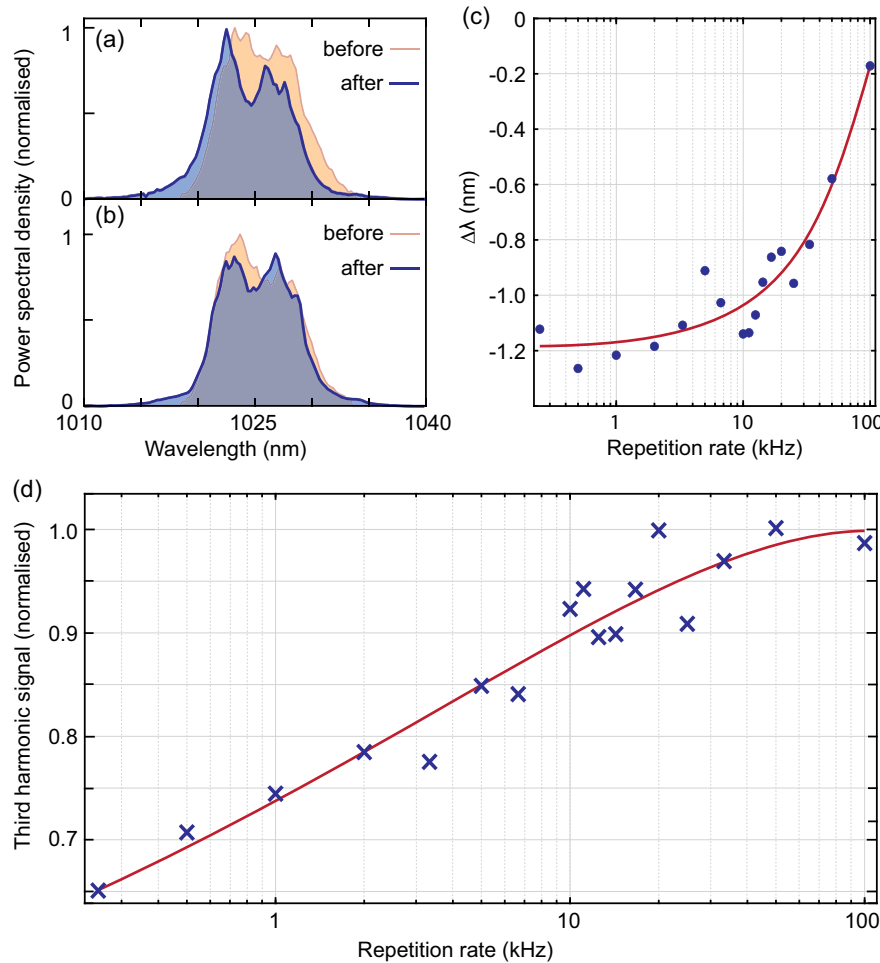 (a)
before
after
1
0
(b)
before
after
1
0
Power spectral density (normalised)
1010
1025
1040
Wavelength (nm)
(c)
0
-0.2
-0.4
-0.6
-0.8
-1.0
-1.2
Δλ (nm)
1
10
100
Repetition rate (kHz)
(d)
1.0
0.9
0.8
0.7
Third harmonic signal (normalised)
1
10
100
Repetition rate (kHz)